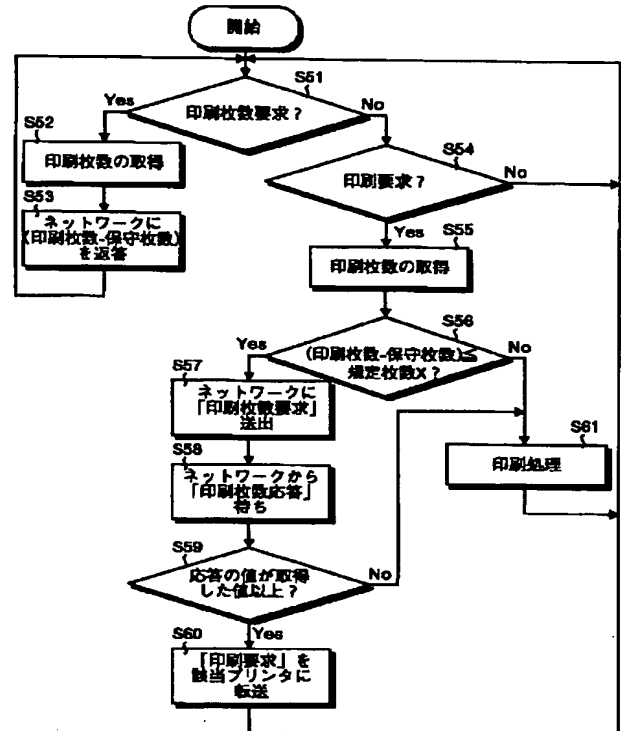 開始
S51
印刷枚数要求？
Yes
No
S52
印刷枚数の取得
S53
ネットワークに
(印刷枚数-保守枚数)
を返答
S54
印刷要求？
No
Yes
S55
印刷枚数の取得
S56
(印刷枚数-保守枚数)≦
規定枚数X？
Yes
No
S57
ネットワークに
「印刷枚数要求」
送出
S58
ネットワークから
「印刷枚数応答」
待ち
S61
印刷処理
S59
応答の値が取得
した値以上？
No
Yes
S60
「印刷要求」を
該当プリンタに
転送